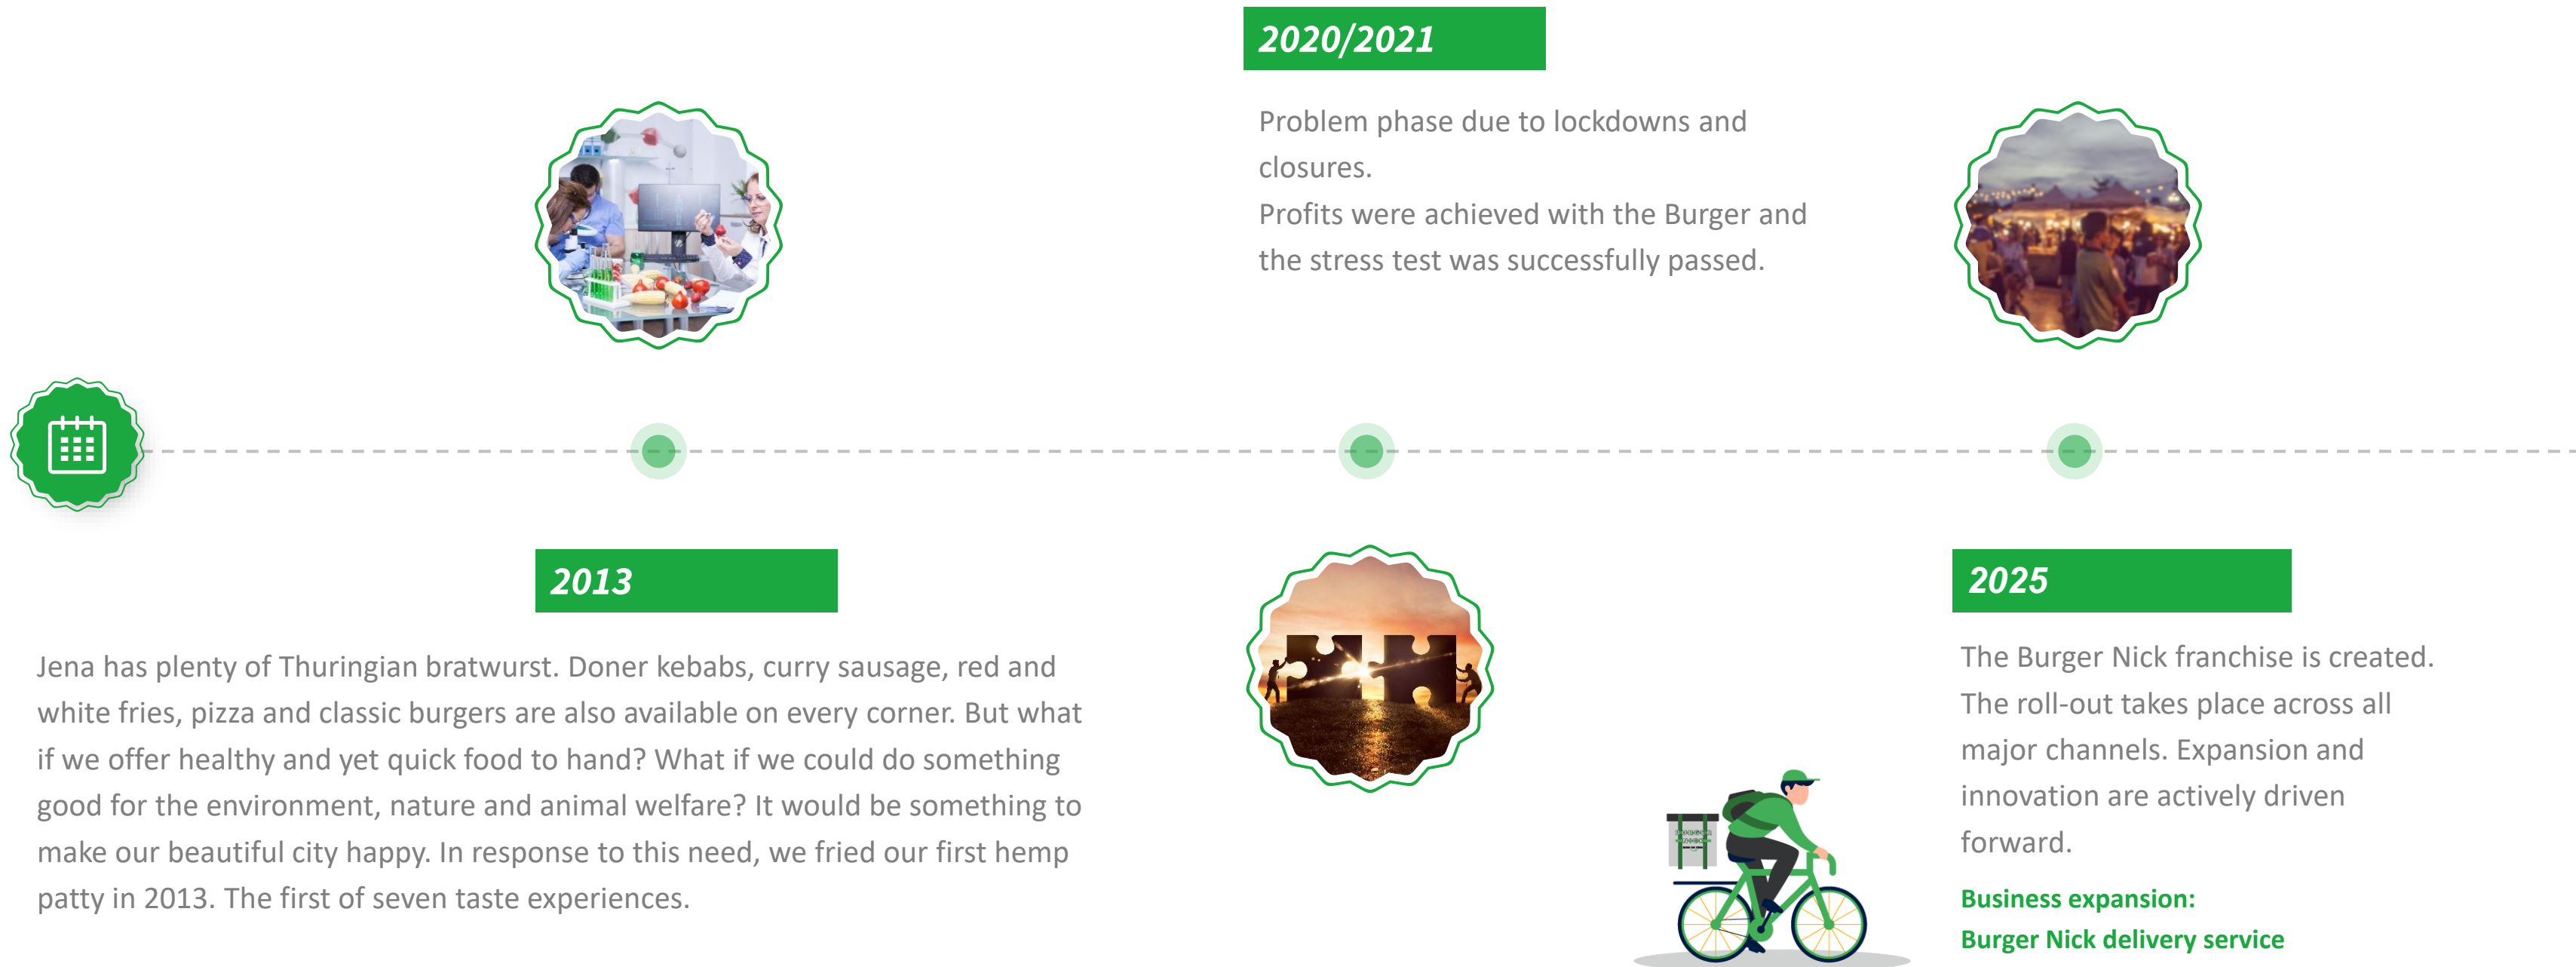 2013
Jena has plenty of Thuringian bratwurst. Doner kebabs, curry sausage, red and
white fries, pizza and classic burgers are also available on every corner. But what
if we offer healthy and yet quick food to hand? What if we could do something
good for the environment, nature and animal welfare? It would be something to
make our beautiful city happy. In response to this need, we fried our first hemp
patty in 2013. The first of seven taste experiences.
2020/2021
Problem phase due to lockdowns and
closures.
Profits were achieved with the Burger and
the stress test was successfully passed.
2025
The Burger Nick franchise is created.
The roll-out takes place across all
major channels. Expansion and
innovation are actively driven
forward.
Business expansion:
Burger Nick delivery service